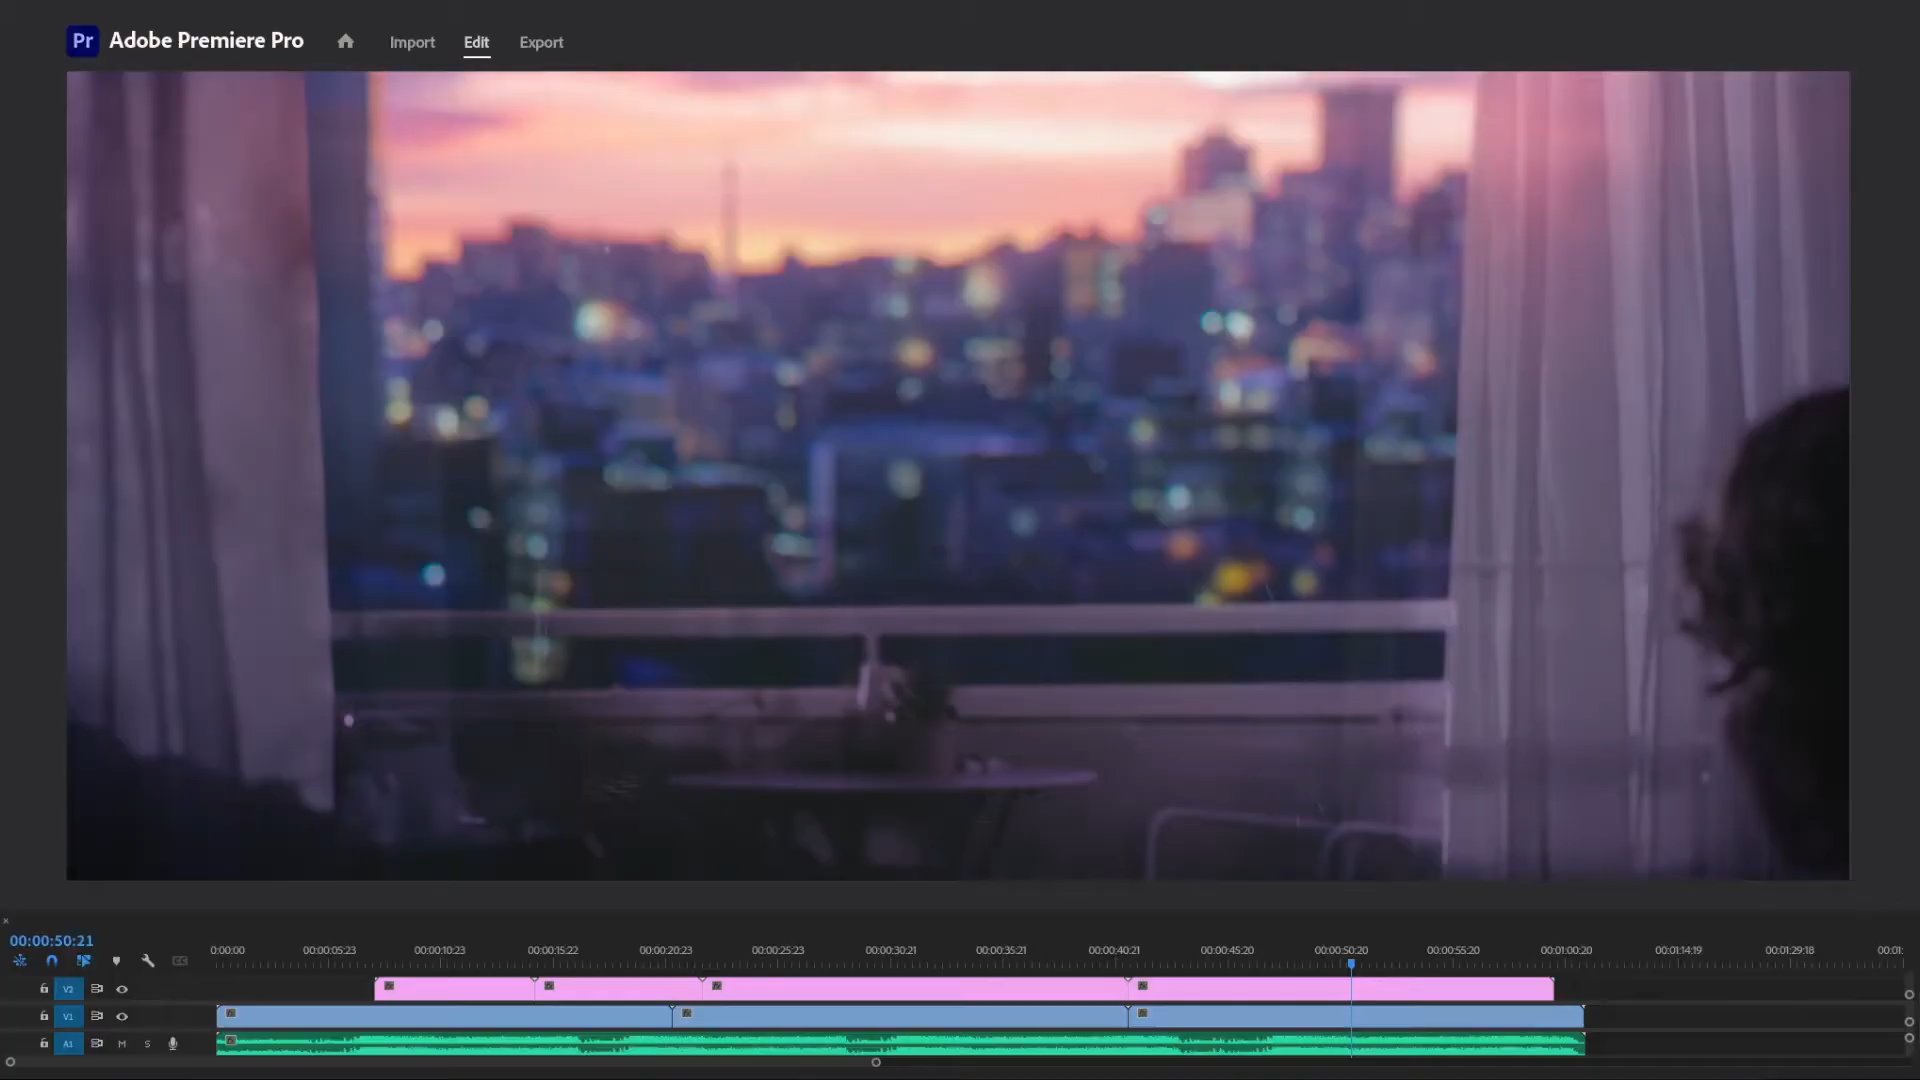 Pr Adobe Premiere Pro Import Edit Export
00:00:50:21
0:00:00 00:00:05:23 00:00:10:23 00:00:15:22 00:00:20:23 00:00:25:23 00:00:30:21 00:00:35:21 00:00:40:21 00:00:45:20 00:00:50:20 00:00:55:20 00:01:00:20 00:01:14:19 00:01:29:18 00:01:
V2
V1
A1 M S